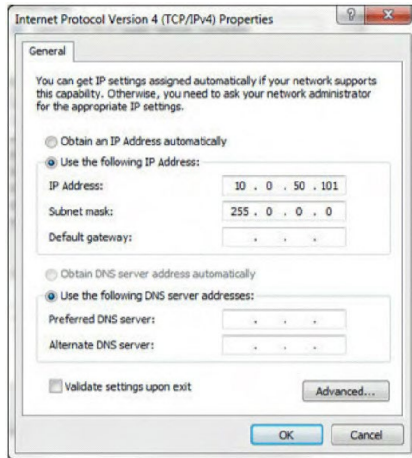 Internet Protocol Version 4 (TCP/IPv4) Properties
General
You can get IP settings assigned automatically if your network supports
this capability. Otherwise, you need to ask your network administrator
for the appropriate IP settings.
Obtain an IP Address automatically
Use the following IP Address:
IP Address: 10 . 0 . 50 . 101
Subnet mask: 255 . 0 . 0 . 0
Default gateway: . . .
Obtain DNS server address automatically
Use the following DNS server addresses:
Preferred DNS server: . . .
Alternate DNS server: . . .
Validate settings upon exit
Advanced...
OK Cancel